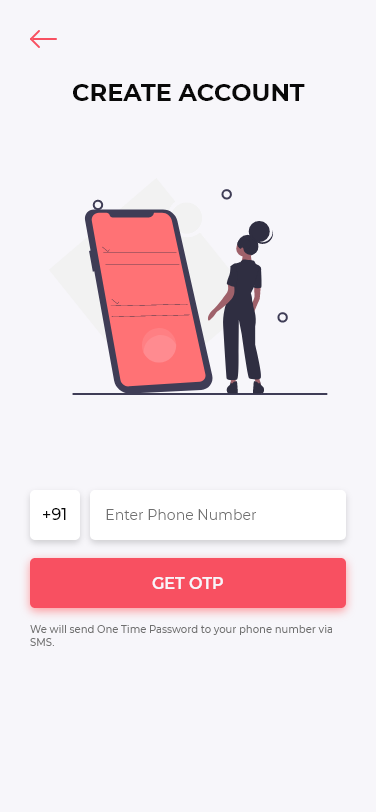 CREATE ACCOUNT
+91
Enter Phone Number
GET OTP
We will send One Time Password to your phone number via
SMS.